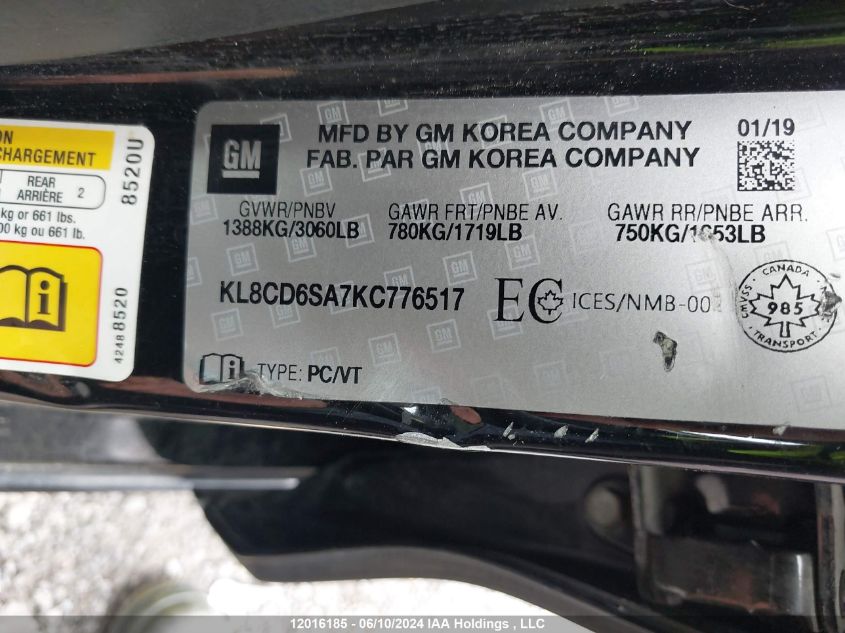 ON
CHARGEMENT
REAR
ARRIÈRE 2
kg or 661 lbs.
00 kg ou 661 lb.
8520U
4248 8520
GM
MFD BY GM KOREA COMPANY
FAB. PAR GM KOREA COMPANY
01/19
GVWR/PNBV
1388KG/3060LB
GAWR FRT/PNBE AV.
780KG/1719LB
GAWR RR/PNBE ARR.
750KG/1653LB
KL8CD6SA7KC776517
EC ICES/NMB-00
CANADA
985
TRANSPORT
TYPE: PC/VT
12016185 - 06/10/2024 IAA Holdings , LLC